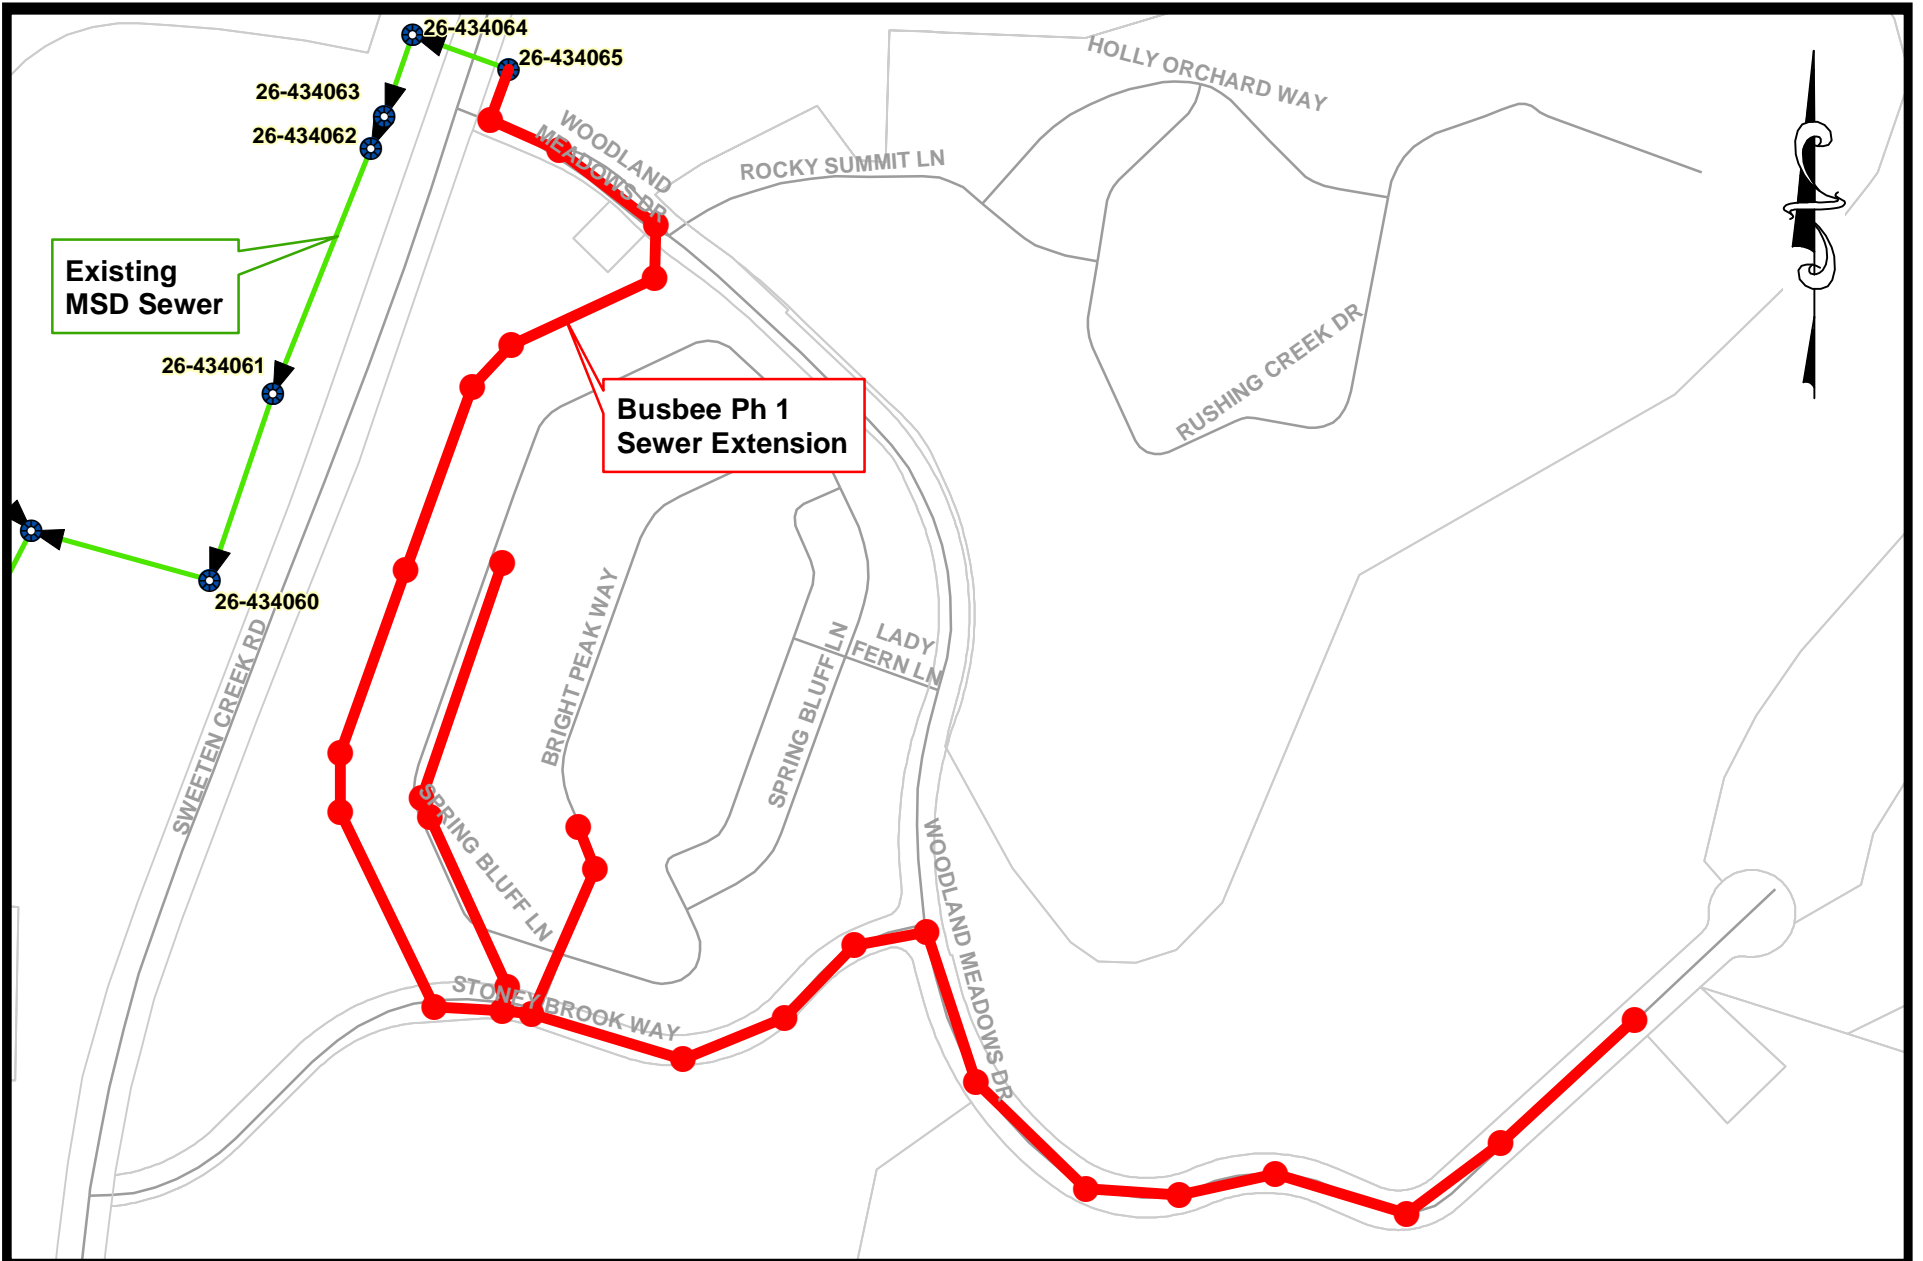 26-434064
26-434065
HOLLY ORCHARD WAY
26-434063
26-434062
WOODLAND
MEADOWS DR
ROCKY SUMMIT LN
Existing
MSD Sewer
26-434061
RUSHING CREEK DR
Busbee Ph 1
Sewer Extension
26-434060
SWEETEN CREEK RD
BRIGHT PEAK WAY
SPRING BLUFF LN
LADY
FERN LN
SPRING BLUFF LN
WOODLAND MEADOWS DR
STONEY BROOK WAY